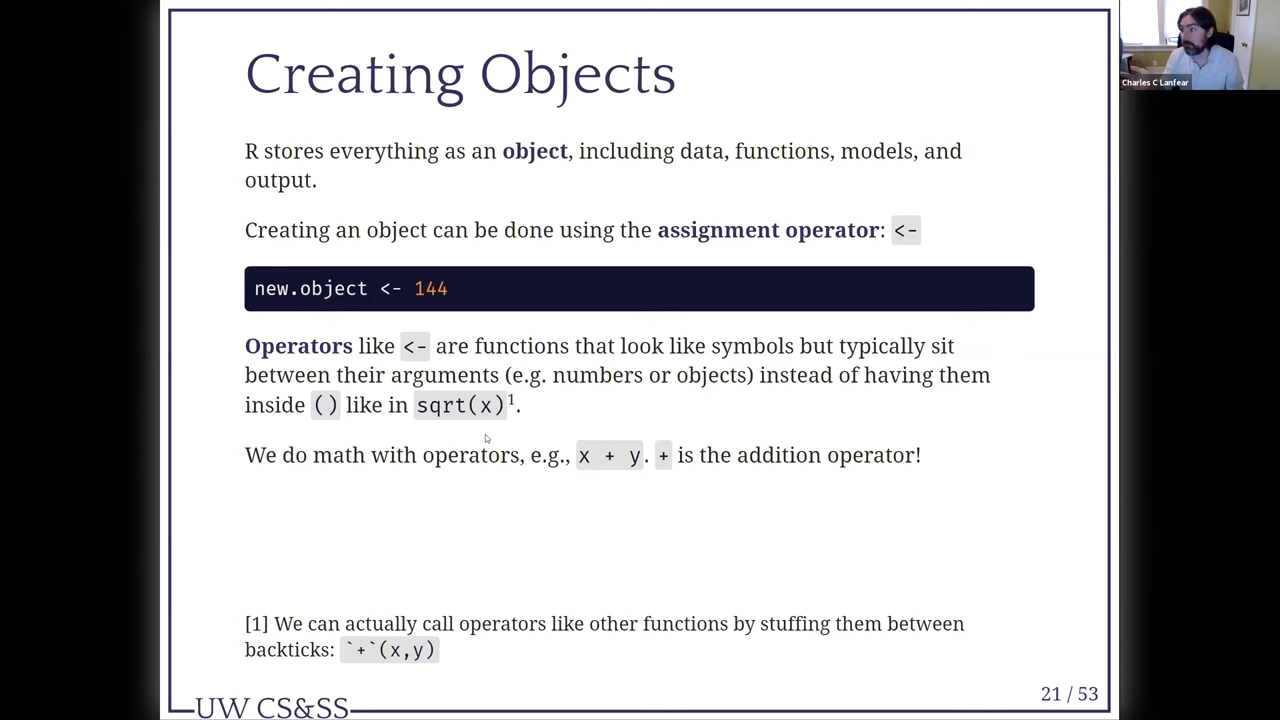 Creating Objects
Charles C Lanfear
R stores everything as an object, including data, functions, models, and
output.
Creating an object can be done using the assignment operator: <-
new.object <- 144
Operators like <- are functions that look like symbols but typically sit
between their arguments (e.g. numbers or objects) instead of having them
inside () like in sqrt(x)¹.
We do math with operators, e.g., x + y. + is the addition operator!
[1] We can actually call operators like other functions by stuffing them between
backticks: `+`(x,y)
UW CS&SS
21 / 53